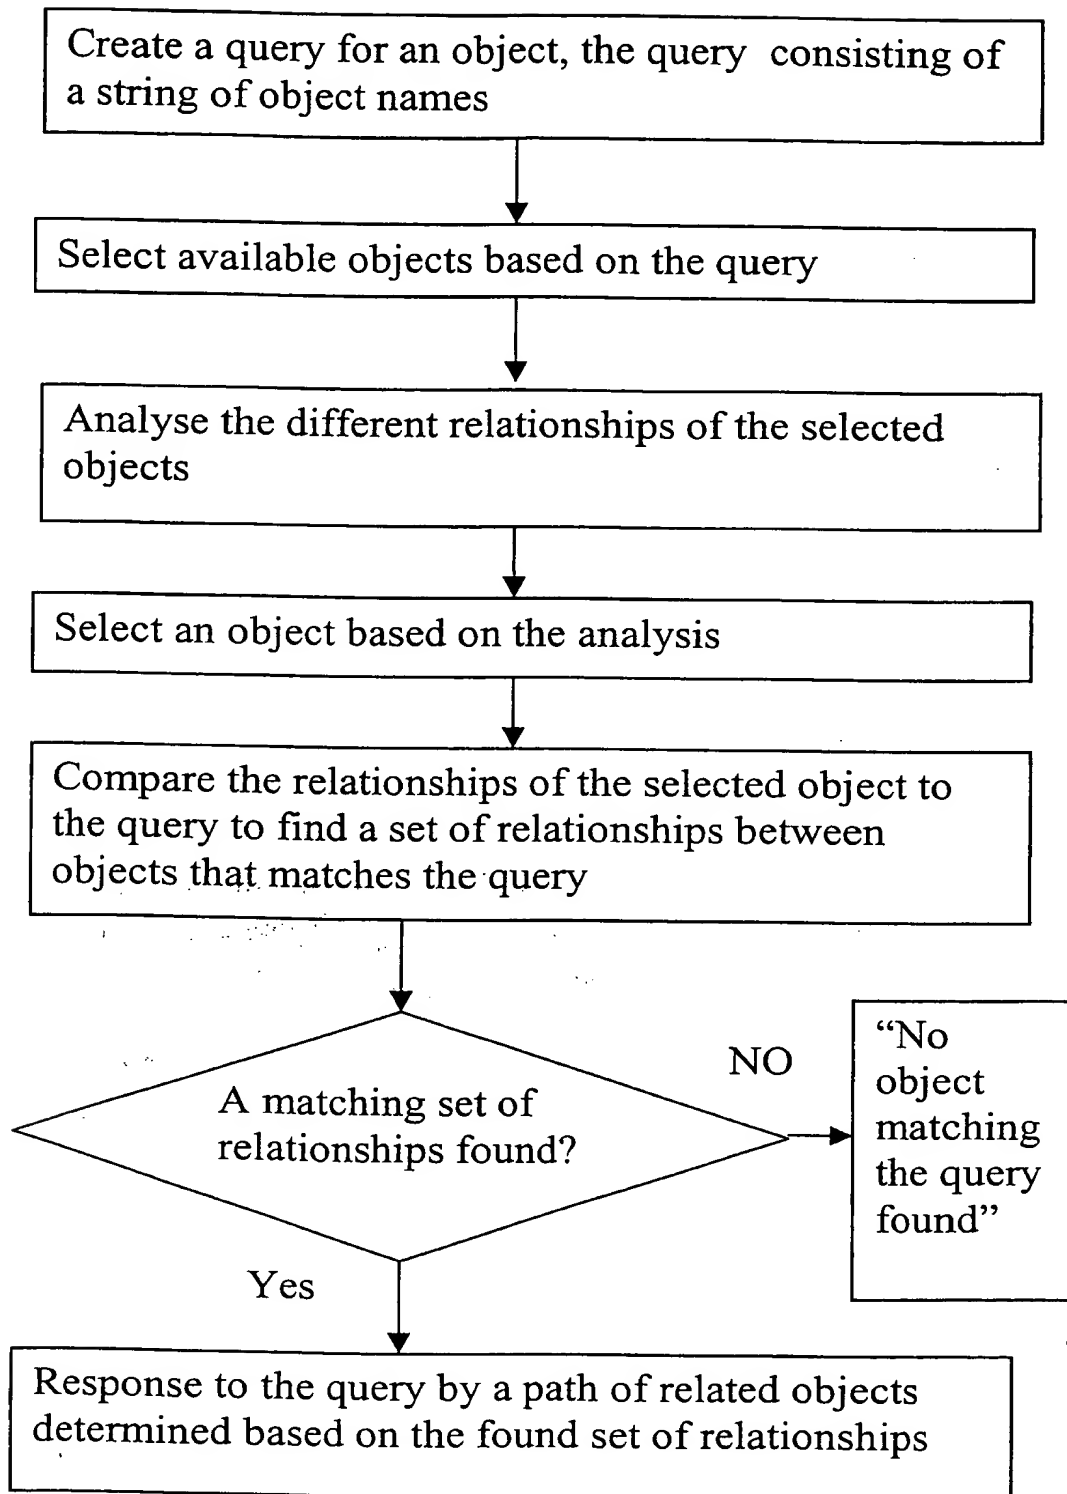 Create a query for an object, the query consisting of
a string of object names
Select available objects based on the query
Analyse the different relationships of the selected
objects
Select an object based on the analysis
Compare the relationships of the selected object to
the query to find a set of relationships between
objects that matches the query
A matching set of
relationships found?
NO
“No
object
matching
the query
found”
Yes
Response to the query by a path of related objects
determined based on the found set of relationships